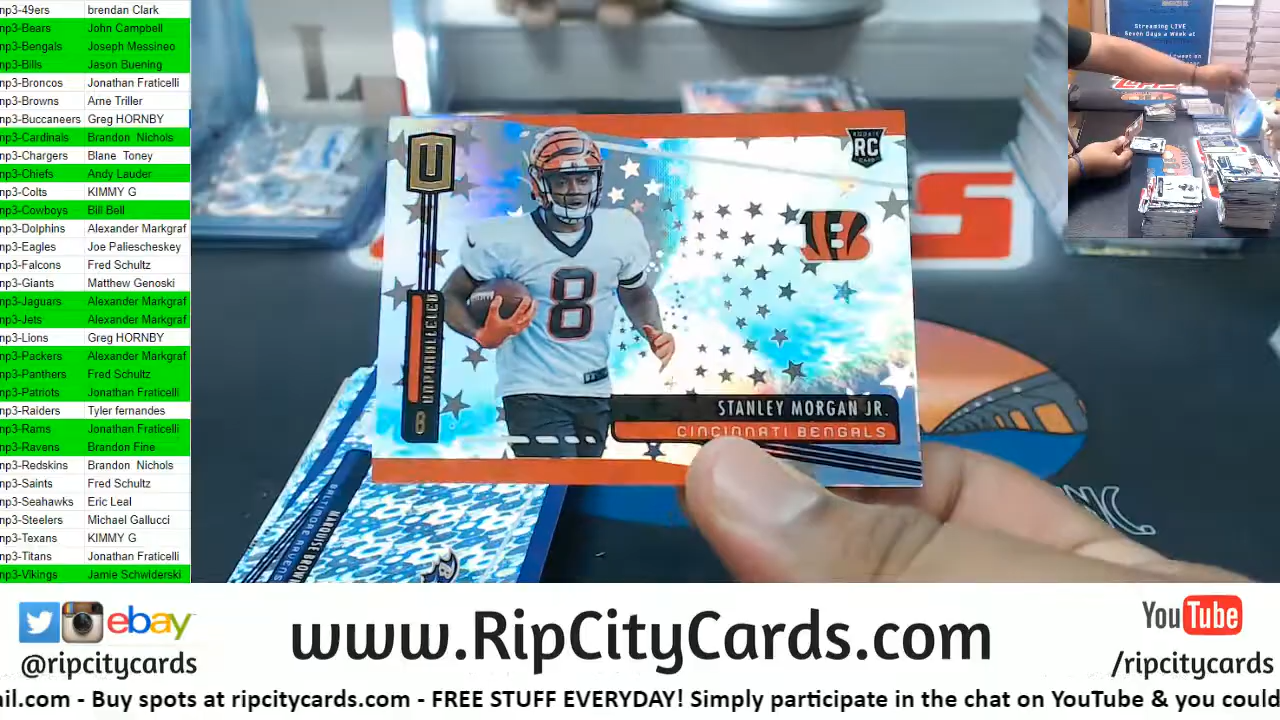 np3-49ers brendan Clark
np3-Bears John Campbell
np3-Bengals Joseph Messineo
np3-Bills Jason Buening
np3-Broncos Jonathan Fraticelli
np3-Browns Arne Triller
np3-Buccaneers Greg HORNBY
np3-Cardinals Brandon Nichols
np3-Chargers Blane Toney
np3-Chiefs Andy Lauder
np3-Colts KIMMY G
np3-Cowboys Bill Bell
np3-Dolphins Alexander Markgraf
np3-Eagles Joe Paliescheskey
np3-Falcons Fred Schultz
np3-Giants Matthew Genoski
np3-Jaguars Alexander Markgraf
np3-Jets Alexander Markgraf
np3-Lions Greg HORNBY
np3-Packers Alexander Markgraf
np3-Panthers Fred Schultz
np3-Patriots Jonathan Fraticelli
np3-Raiders Tyler fernandes
np3-Rams Jonathan Fraticelli
np3-Ravens Brandon Fine
np3-Redskins Brandon Nichols
np3-Saints Fred Schultz
np3-Seahawks Eric Leal
np3-Steelers Michael Gallucci
np3-Texans KIMMY G
np3-Titans Jonathan Fraticelli
np3-Vikings Jamie Schwiderski
U
UNPARALLELED
8
ROOKIE
RC
CARD
B
8
STANLEY MORGAN JR.
CINCINNATI BENGALS
MARQUISE BROWN
BALTIMORE RAVENS
Streaming LIVE
Seven Days a Week at
ebay
@ripcitycards
www.RipCityCards.com
YouTube
/ripcitycards
ail.com - Buy spots at ripcitycards.com - FREE STUFF EVERYDAY! Simply participate in the chat on YouTube & you could